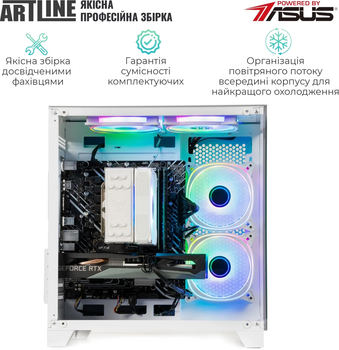 ARTLINE
ЯКІСНА
ПРОФЕСІЙНА ЗБІРКА
POWERED BY
ASUS
Якісна збірка
досвідченими
фахівцями
Гарантія
сумісності
комплектуючих
Організація
повітряного потоку
всередині корпусу для
найкращого охолодження
GEFORCE RTX